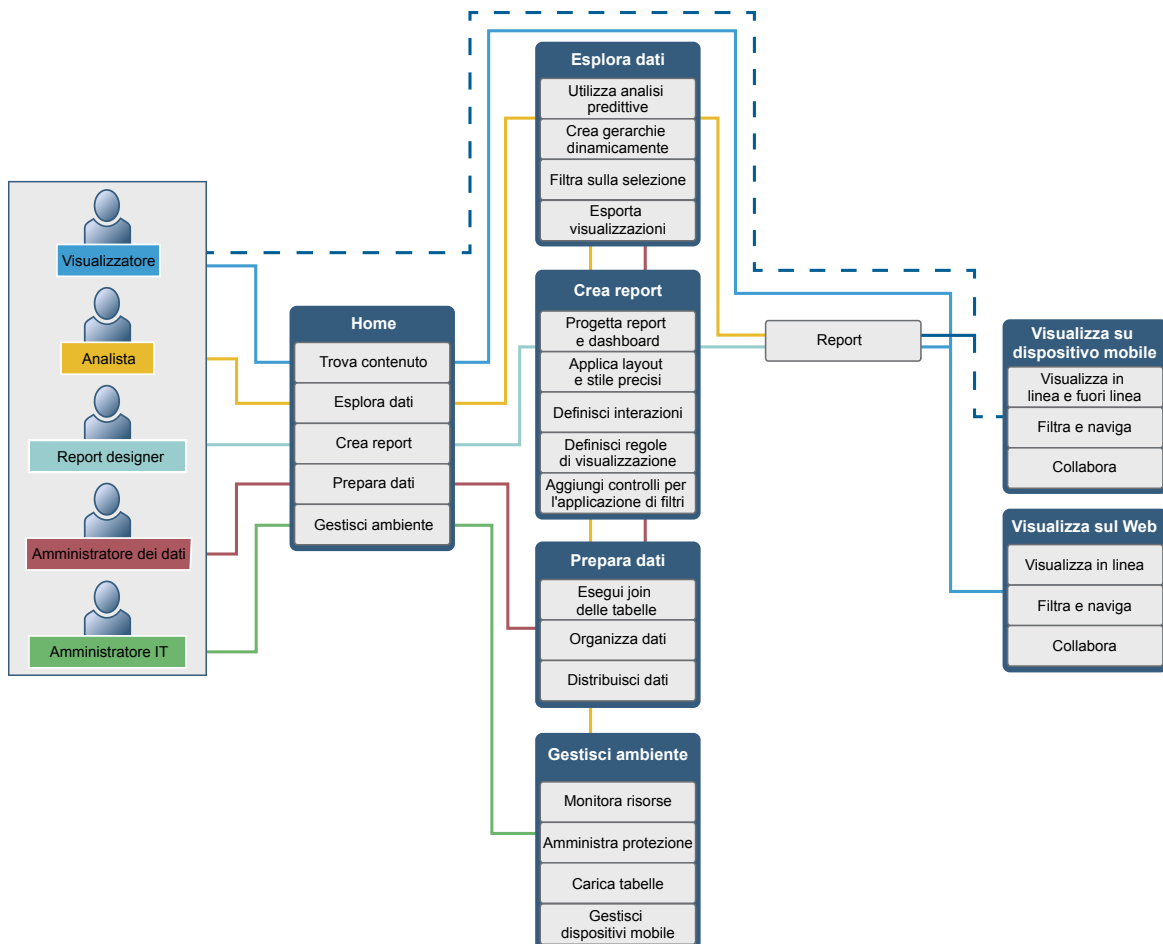 Visualizzatore
Analista
Report designer
Amministratore dei dati
Amministratore IT
Home
Trova contenuto
Esplora dati
Crea report
Prepara dati
Gestisci ambiente
Esplora dati
Utilizza analisi
predittive
Crea gerarchie
dinamicamente
Filtra sulla selezione
Esporta
visualizzazioni
Crea report
Progetta report
e dashboard
Applica layout
e stile precisi
Definisci interazioni
Definisci regole
di visualizzazione
Aggiungi controlli per
l'applicazione di filtri
Prepara dati
Esegui join
delle tabelle
Organizza dati
Distribuisci dati
Gestisci ambiente
Monitora risorse
Amministra protezione
Carica tabelle
Gestisci
dispositivi mobile
Report
Visualizza su
dispositivo mobile
Visualizza in
linea e fuori linea
Filtra e naviga
Collabora
Visualizza sul Web
Visualizza in linea
Filtra e naviga
Collabora